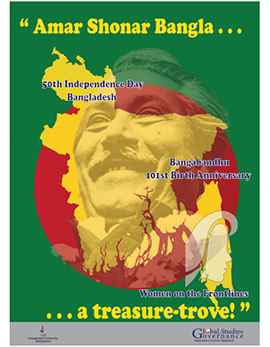 “ Amar Shonar Bangla . . .
50th Independence Day
Bangladesh
Bangabandhu
101st Birth Anniversary
Women on the Frontlines
. . . a treasure-trove! ”
Global Studies
Governance